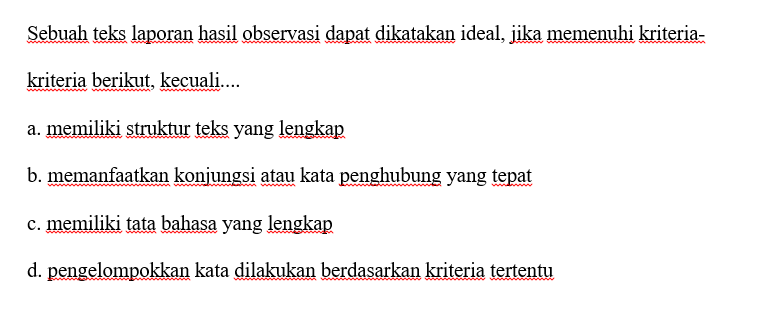 Sebuah teks laporan hasil observasi dapat dikatakan ideal, jika memenuhi kriteria-
kriteria berikut, kecuali....
a. memiliki struktur teks yang lengkap
b. memanfaatkan konjungsi atau kata penghubung yang tepat
c. memiliki tata bahasa yang lengkap
d. pengelompokkan kata dilakukan berdasarkan kriteria tertentu